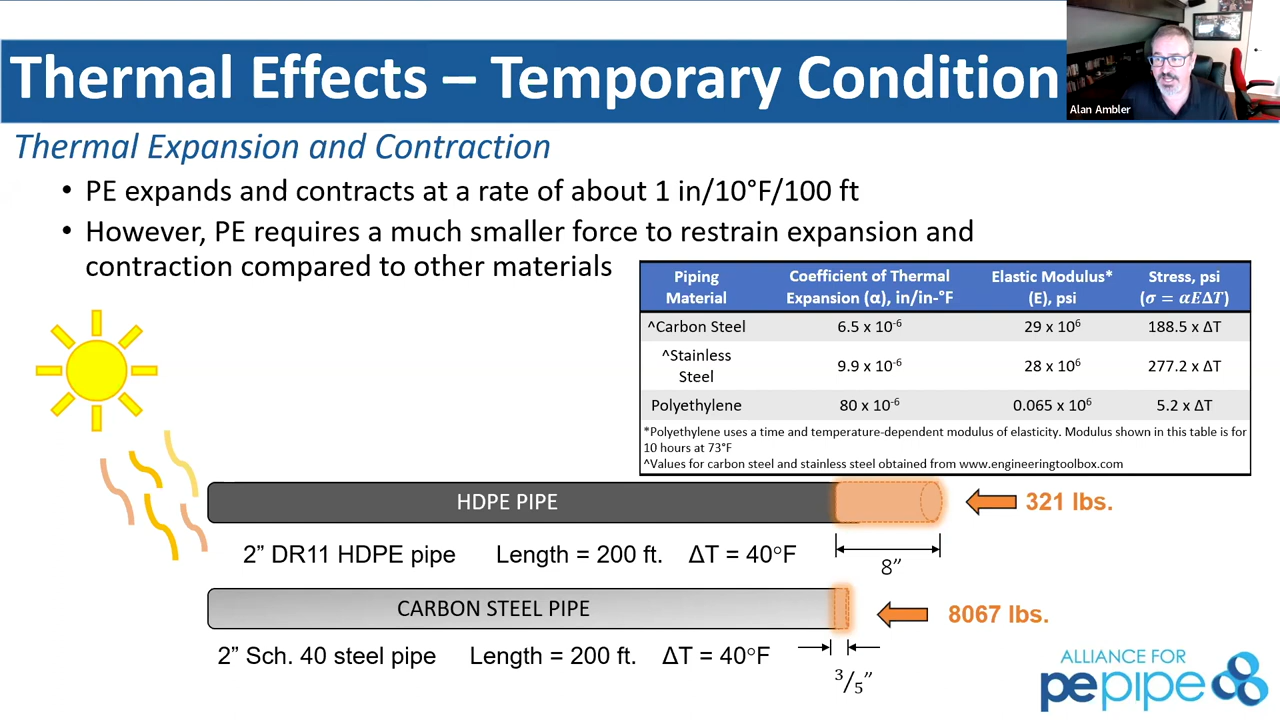 Thermal Effects – Temporary Condition
Alan Ambler
Thermal Expansion and Contraction
• PE expands and contracts at a rate of about 1 in/10°F/100 ft
• However, PE requires a much smaller force to restrain expansion and
contraction compared to other materials
Piping Material Coefficient of Thermal Expansion (α), in/in-°F Elastic Modulus* (E), psi Stress, psi (σ = αEΔT)
^Carbon Steel 6.5 x 10⁻⁶ 29 x 10⁶ 188.5 x ΔT
^Stainless Steel 9.9 x 10⁻⁶ 28 x 10⁶ 277.2 x ΔT
Polyethylene 80 x 10⁻⁶ 0.065 x 10⁶ 5.2 x ΔT
*Polyethylene uses a time and temperature-dependent modulus of elasticity. Modulus shown in this table is for
10 hours at 73°F
^Values for carbon steel and stainless steel obtained from www.engineeringtoolbox.com
HDPE PIPE
321 lbs.
2” DR11 HDPE pipe Length = 200 ft. ΔT = 40°F
8”
CARBON STEEL PIPE
8067 lbs.
2” Sch. 40 steel pipe Length = 200 ft. ΔT = 40°F
3/5”
ALLIANCE FOR
pepipe